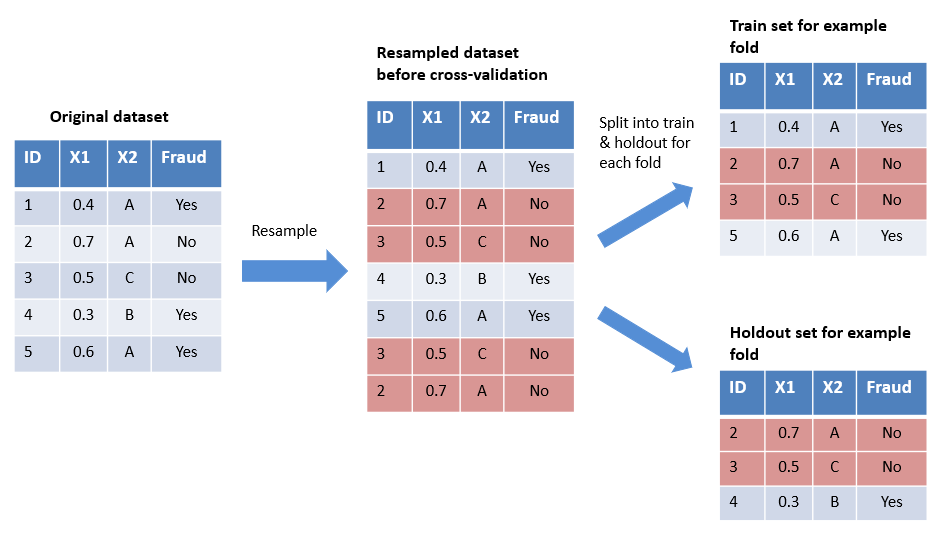 Original dataset
ID X1 X2 Fraud
1 0.4 A Yes
2 0.7 A No
3 0.5 C No
4 0.3 B Yes
5 0.6 A Yes
Resample
Resampled dataset
before cross-validation
ID X1 X2 Fraud
1 0.4 A Yes
2 0.7 A No
3 0.5 C No
4 0.3 B Yes
5 0.6 A Yes
3 0.5 C No
2 0.7 A No
Split into train
& holdout for
each fold
Train set for example
fold
ID X1 X2 Fraud
1 0.4 A Yes
2 0.7 A No
3 0.5 C No
5 0.6 A Yes
Holdout set for example
fold
ID X1 X2 Fraud
2 0.7 A No
3 0.5 C No
4 0.3 B Yes